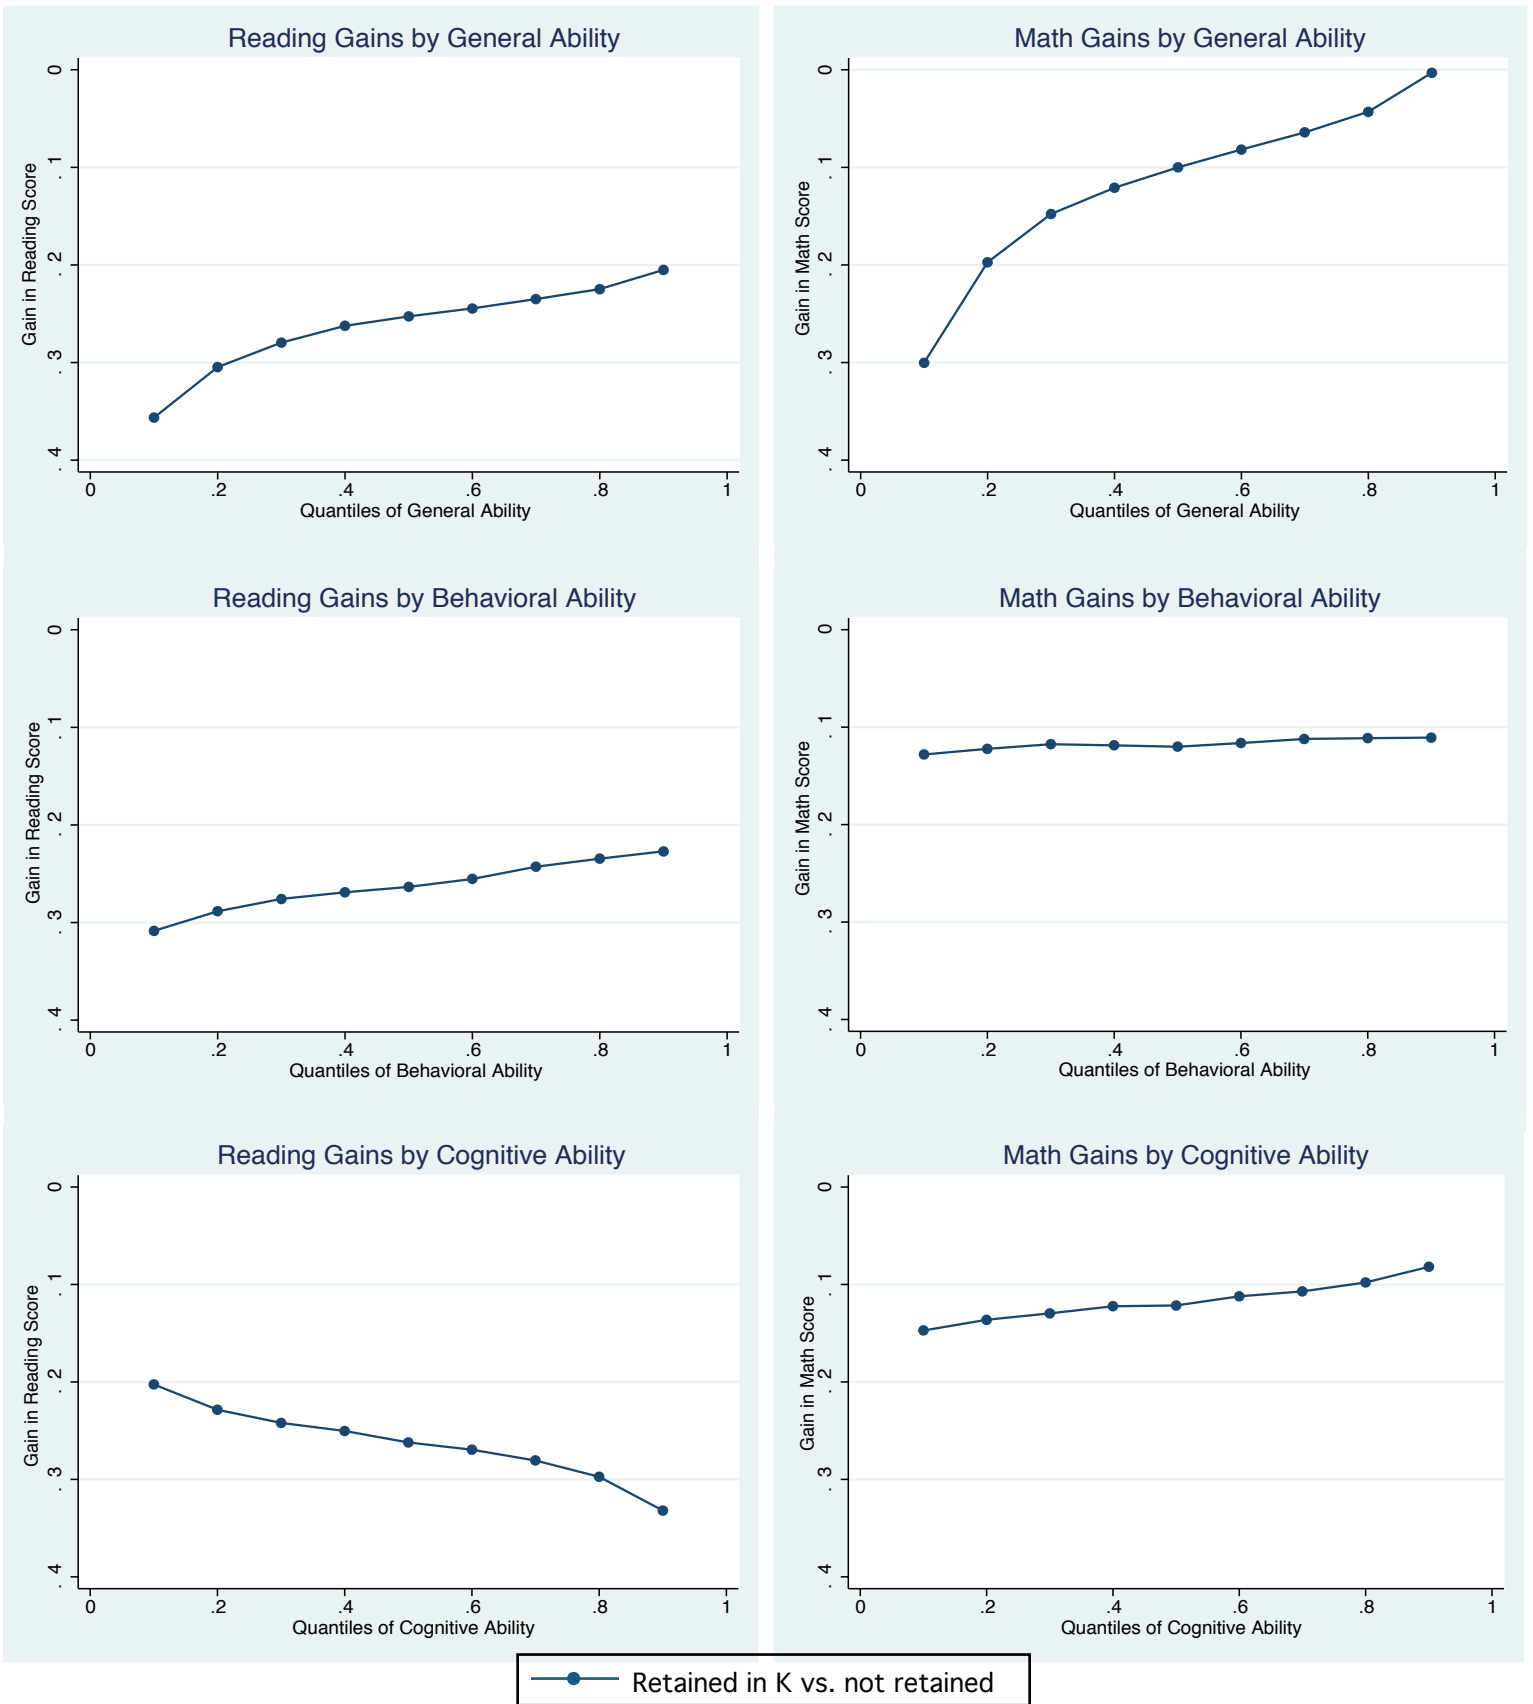 Reading Gains by General Ability
Gain in Reading Score
0
.1
.2
.3
.4
0 .2 .4 .6 .8 1
Quantiles of General Ability
Math Gains by General Ability
Gain in Math Score
0
.1
.2
.3
.4
0 .2 .4 .6 .8 1
Quantiles of General Ability
Reading Gains by Behavioral Ability
Gain in Reading Score
0
.1
.2
.3
.4
0 .2 .4 .6 .8 1
Quantiles of Behavioral Ability
Math Gains by Behavioral Ability
Gain in Math Score
0
.1
.2
.3
.4
0 .2 .4 .6 .8 1
Quantiles of Behavioral Ability
Reading Gains by Cognitive Ability
Gain in Reading Score
0
.1
.2
.3
.4
0 .2 .4 .6 .8 1
Quantiles of Cognitive Ability
Math Gains by Cognitive Ability
Gain in Math Score
0
.1
.2
.3
.4
0 .2 .4 .6 .8 1
Quantiles of Cognitive Ability
Retained in K vs. not retained